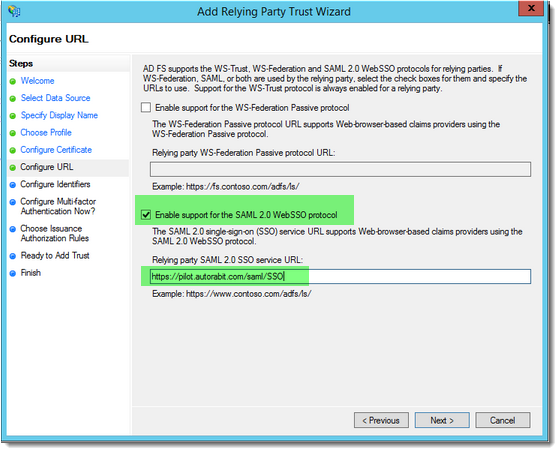 Add Relying Party Trust Wizard
Configure URL
Steps
Welcome
Select Data Source
Specify Display Name
Choose Profile
Configure Certificate
Configure URL
Configure Identifiers
Configure Multi-factor
Authentication Now?
Choose Issuance
Authorization Rules
Ready to Add Trust
Finish
AD FS supports the WS-Trust, WS-Federation and SAML 2.0 WebSSO protocols for relying parties. If
WS-Federation, SAML, or both are used by the relying party, select the check boxes for them and specify the
URLs to use. Support for the WS-Trust protocol is always enabled for a relying party.
Enable support for the WS-Federation Passive protocol
The WS-Federation Passive protocol URL supports Web-browser-based claims providers using the
WS-Federation Passive protocol.
Relying party WS-Federation Passive protocol URL:
Example: https://fs.contoso.com/adfs/ls/
Enable support for the SAML 2.0 WebSSO protocol
The SAML 2.0 single-sign-on (SSO) service URL supports Web-browser-based claims providers using the
SAML 2.0 WebSSO protocol.
Relying party SAML 2.0 SSO service URL:
https://pilot.autorabit.com/saml/SSO
Example: https://www.contoso.com/adfs/ls/
< Previous
Next >
Cancel